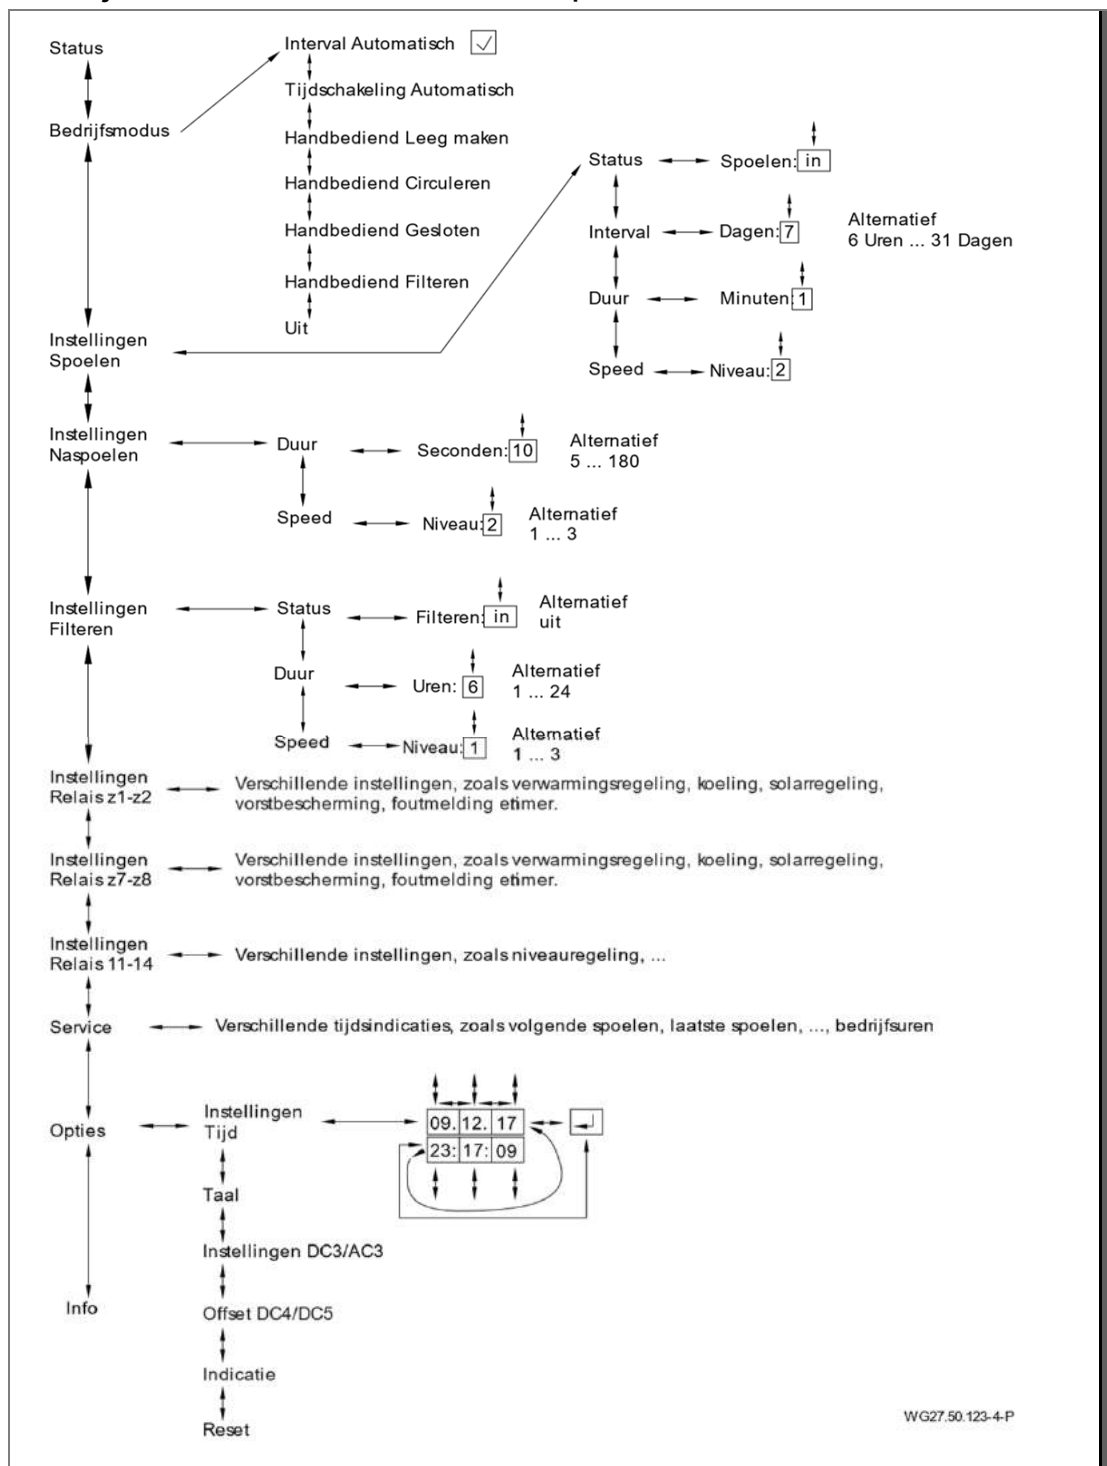 Status
Bedrijfsmodus
Interval Automatisch
Tijdschakeling Automatisch
Handbediend Leeg maken
Handbediend Circuleren
Handbediend Gesloten
Handbediend Filteren
Uit
Instellingen
Spoelen
Status
Spoelen: in
Interval
Dagen: 7
Alternatief
6 Uren ... 31 Dagen
Duur
Minuten: 1
Speed
Niveau: 2
Instellingen
Naspoelen
Duur
Seconden: 10
Alternatief
5 ... 180
Speed
Niveau: 2
Alternatief
1 ... 3
Instellingen
Filteren
Status
Filteren: in
Alternatief
uit
Duur
Uren: 6
Alternatief
1 ... 24
Speed
Niveau: 1
Alternatief
1 ... 3
Instellingen
Relais z1-z2
Verschillende instellingen, zoals verwarmingsregeling, koeling, solarregeling,
vorstbescherming, foutmelding etimer.
Instellingen
Relais z7-z8
Verschillende instellingen, zoals verwarmingsregeling, koeling, solarregeling,
vorstbescherming, foutmelding etimer.
Instellingen
Relais 11-14
Verschillende instellingen, zoals niveauregeling, ...
Service
Verschillende tijdsindicaties, zoals volgende spoelen, laatste spoelen, ..., bedrijfsuren
Opties
Instellingen
Tijd
09. 12. 17
23: 17: 09
Taal
Instellingen DC3/AC3
Info
Offset DC4/DC5
Indicatie
Reset
WG27.50.123-4-P